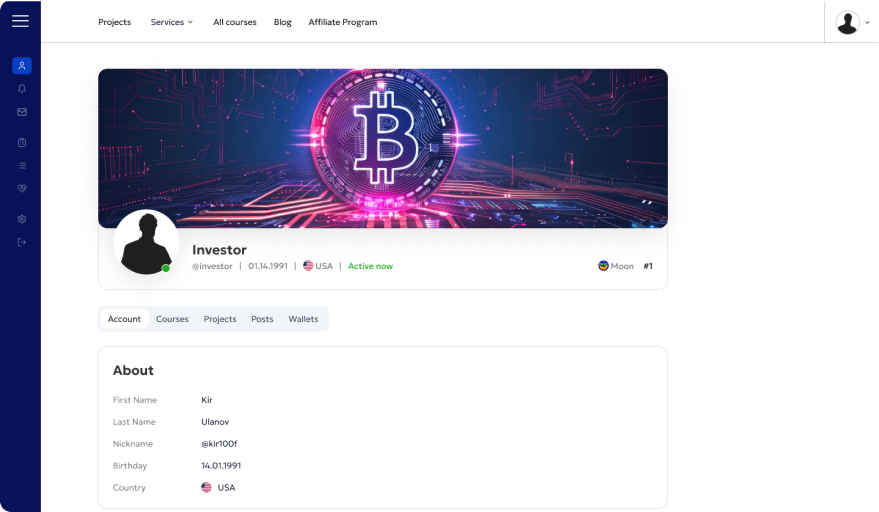 Projects Services All courses Blog Affiliate Program
Investor
@investor | 01.14.1991 | USA | Active now
Moon #1
Account Courses Projects Posts Wallets
About
First Name Kir
Last Name Ulanov
Nickname @kir100f
Birthday 14.01.1991
Country USA